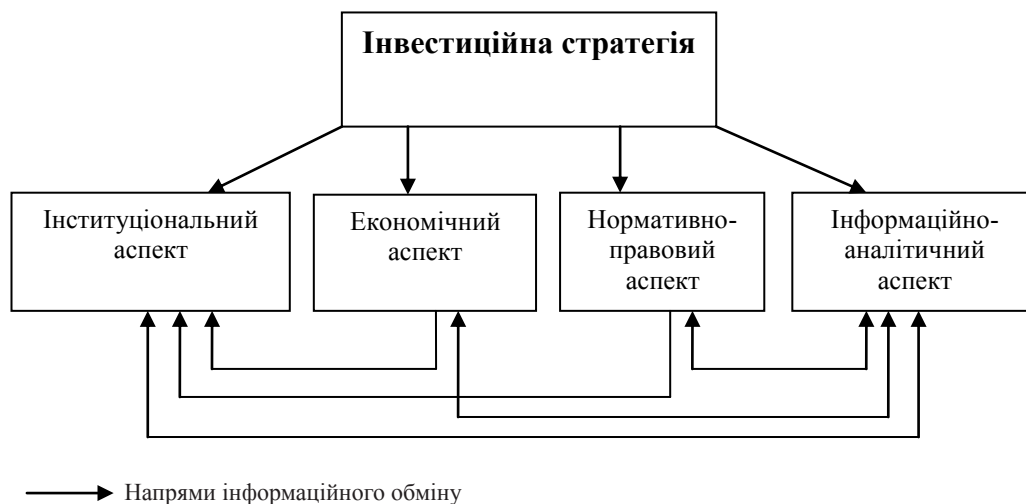 Інвестиційна стратегія
Інституціональний
аспект
Економічний
аспект
Нормативно-
правовий
аспект
Інформаційно-
аналітичний
аспект
Напрями інформаційного обміну